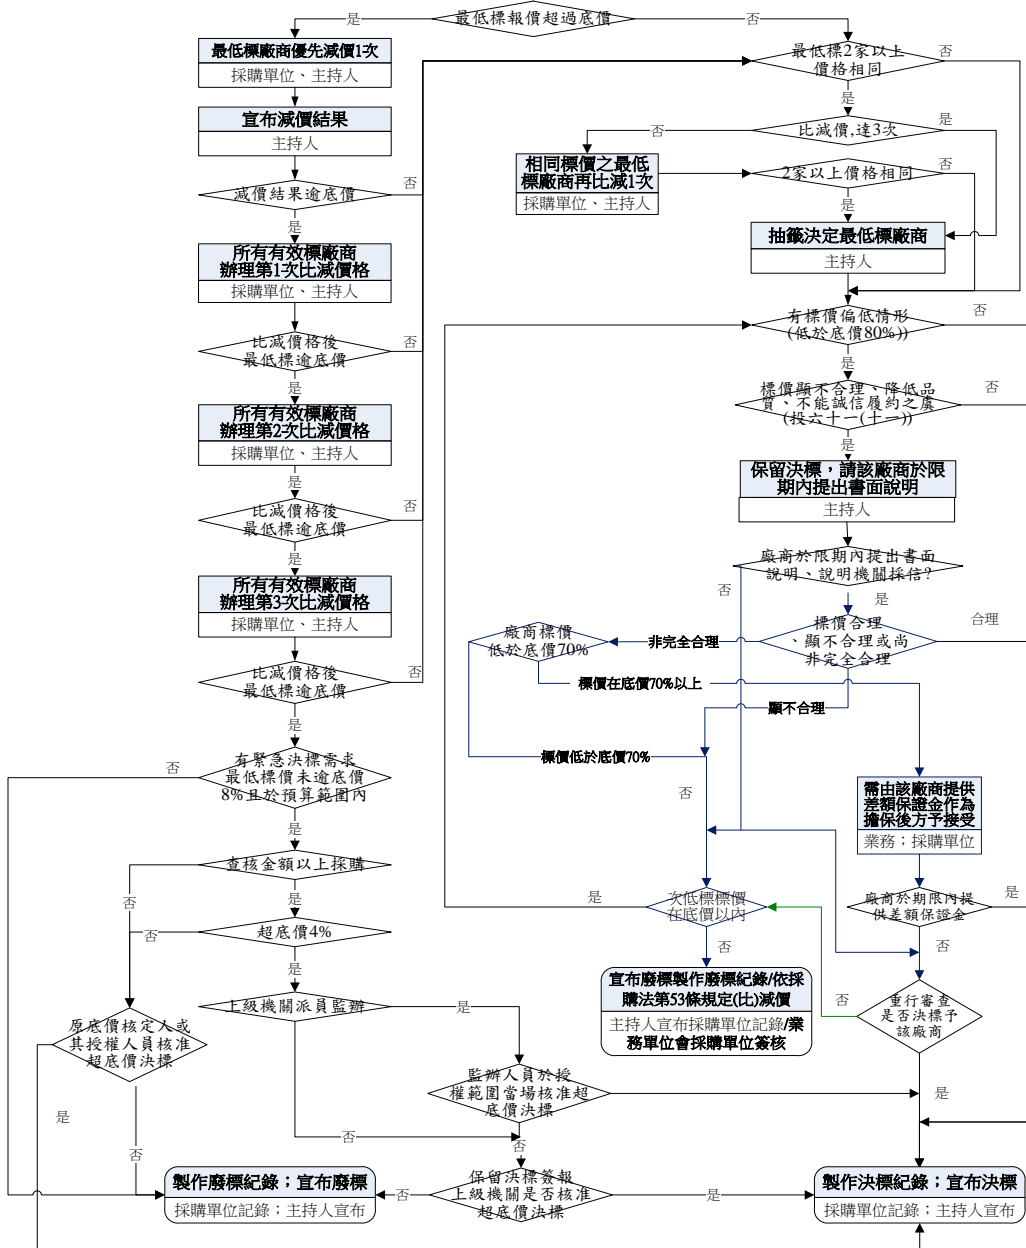 最低標報價超過底價
是
否
最低標廠商優先減價1次
採購單位、主持人
最低標2家以上
價格相同
否
是
宣布減價結果
主持人
比減價,達3次
否
是
相同標價之最低
標廠商再比減1次
採購單位、主持人
2家以上價格相同
否
是
減價結果逾底價
否
是
抽籤決定最低標廠商
主持人
所有有效標廠商
辦理第1次比減價格
採購單位、主持人
有標價偏低情形
(低於底價80%))
否
是
比減價格後
最低標逾底價
否
是
標價顯不合理、降低品
質、不能誠信履約之虞
(投六十一(十一))
否
是
所有有效標廠商
辦理第2次比減價格
採購單位、主持人
保留決標，請該廠商於限
期內提出書面說明
主持人
比減價格後
最低標逾底價
否
是
廠商於限期內提出書面
說明、說明機關採信?
否
是
所有有效標廠商
辦理第3次比減價格
採購單位、主持人
廠商標價
低於底價70%
非完全合理
標價合理
、顯不合理或尚
非完全合理
合理
比減價格後
最低標逾底價
否
是
標價在底價70%以上
顯不合理
標價低於底價70%
有緊急決標需求
最低標價未逾底價
8%且於預算範圍內
否
是
否
需由該廠商提供
差額保證金作為
擔保後方予接受
業務；採購單位
查核金額以上採購
否
是
次低標標價
在底價以內
是
否
廠商於期限內提
供差額保證金
是
否
超底價4%
否
是
宣布廢標製作廢標紀錄/依採
購法第53條規定(比)減價
主持人宣布採購單位記錄/業
務單位會採購單位簽核
上級機關派員監辦
是
否
重行審查
是否決標予
該廠商
否
是
原底價核定人或
其授權人員核准
超底價決標
是
否
監辦人員於授
權範圍當場核准超
底價決標
否
保留決標簽報
上級機關是否核准
超底價決標
否
是
製作廢標紀錄；宣布廢標
採購單位記錄；主持人宣布
製作決標紀錄；宣布決標
採購單位記錄；主持人宣布